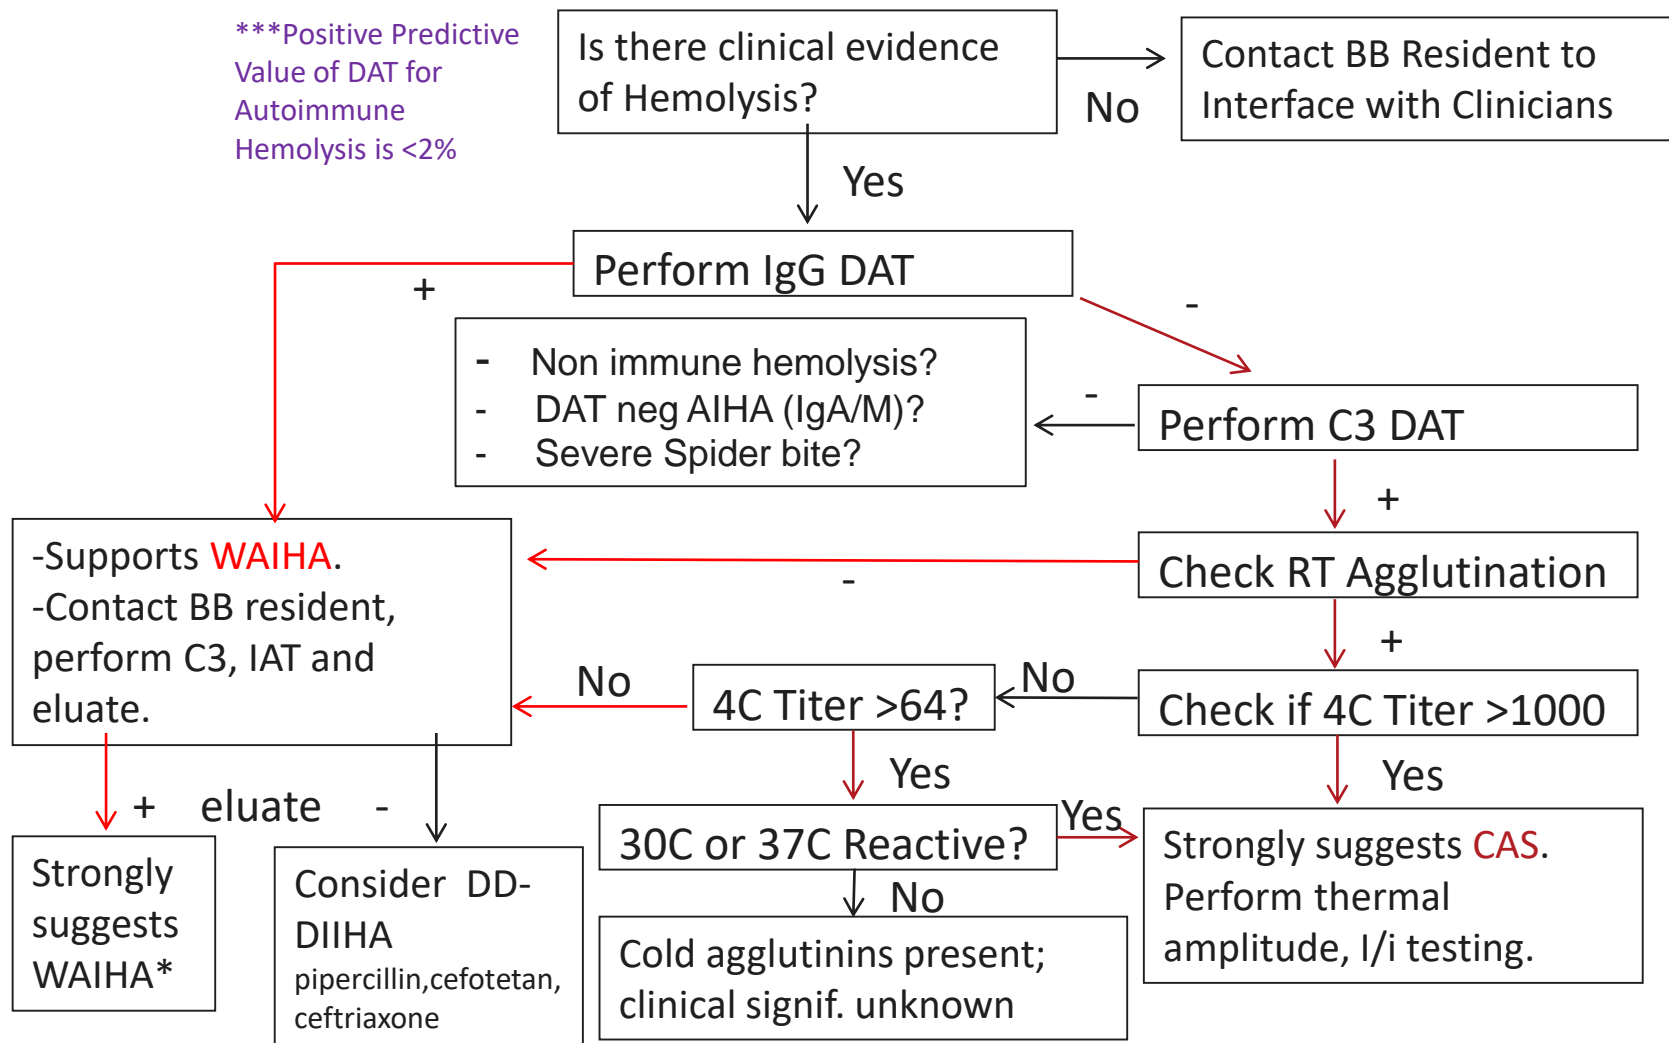 ***Positive Predictive
Value of DAT for
Autoimmune
Hemolysis is <2%
Is there clinical evidence
of Hemolysis?
No
Contact BB Resident to
Interface with Clinicians
Yes
Perform IgG DAT
+
-
- Non immune hemolysis?
- DAT neg AIHA (IgA/M)?
- Severe Spider bite?
-
Perform C3 DAT
+
-Supports WAIHA.
-Contact BB resident,
perform C3, IAT and
eluate.
-
Check RT Agglutination
+
No
4C Titer >64?
No
Check if 4C Titer >1000
Yes
Yes
+ eluate -
30C or 37C Reactive?
Yes
Strongly suggests CAS.
Perform thermal
amplitude, I/i testing.
No
Strongly
suggests
WAIHA*
Consider DD-
DIIHA
pipercillin,cefotetan,
ceftriaxone
Cold agglutinins present;
clinical signif. unknown